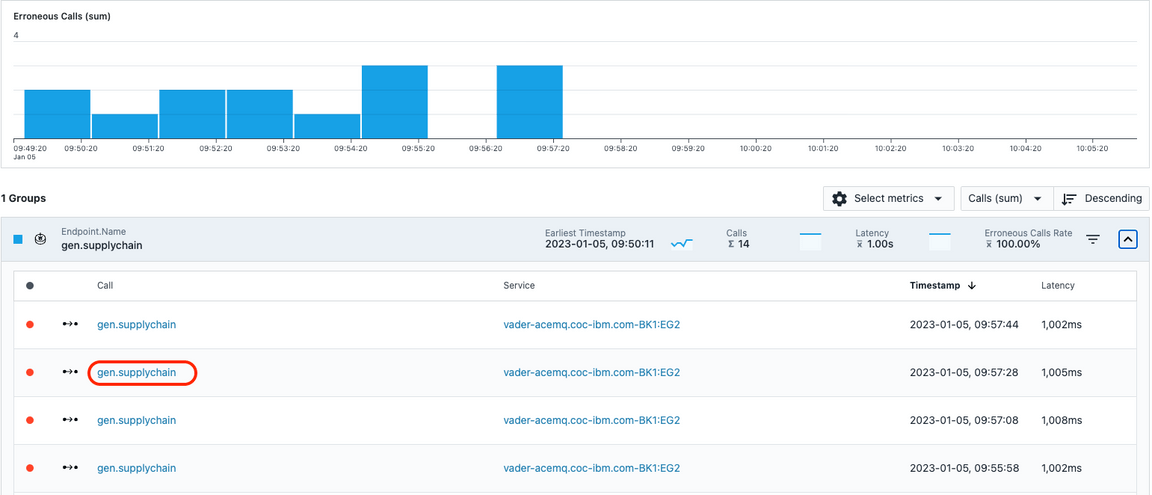 Erroneous Calls (sum)
4
09:49:20 09:50:20 09:51:20 09:52:20 09:53:20 09:54:20 09:55:20 09:56:20 09:57:20 09:58:20 09:59:20 10:00:20 10:01:20 10:02:20 10:03:20 10:04:20 10:05:20
Jan 05
1 Groups Select metrics Calls (sum) Descending
Endpoint.Name Earliest Timestamp Calls Latency Erroneous Calls Rate
gen.supplychain 2023-01-05, 09:50:11 Σ 14 x̄ 1.00s x̄ 100.00%
Call Service Timestamp Latency
gen.supplychain vader-acemq.coc-ibm.com-BK1:EG2 2023-01-05, 09:57:44 1,002ms
gen.supplychain vader-acemq.coc-ibm.com-BK1:EG2 2023-01-05, 09:57:28 1,005ms
gen.supplychain vader-acemq.coc-ibm.com-BK1:EG2 2023-01-05, 09:57:08 1,008ms
gen.supplychain vader-acemq.coc-ibm.com-BK1:EG2 2023-01-05, 09:55:58 1,002ms